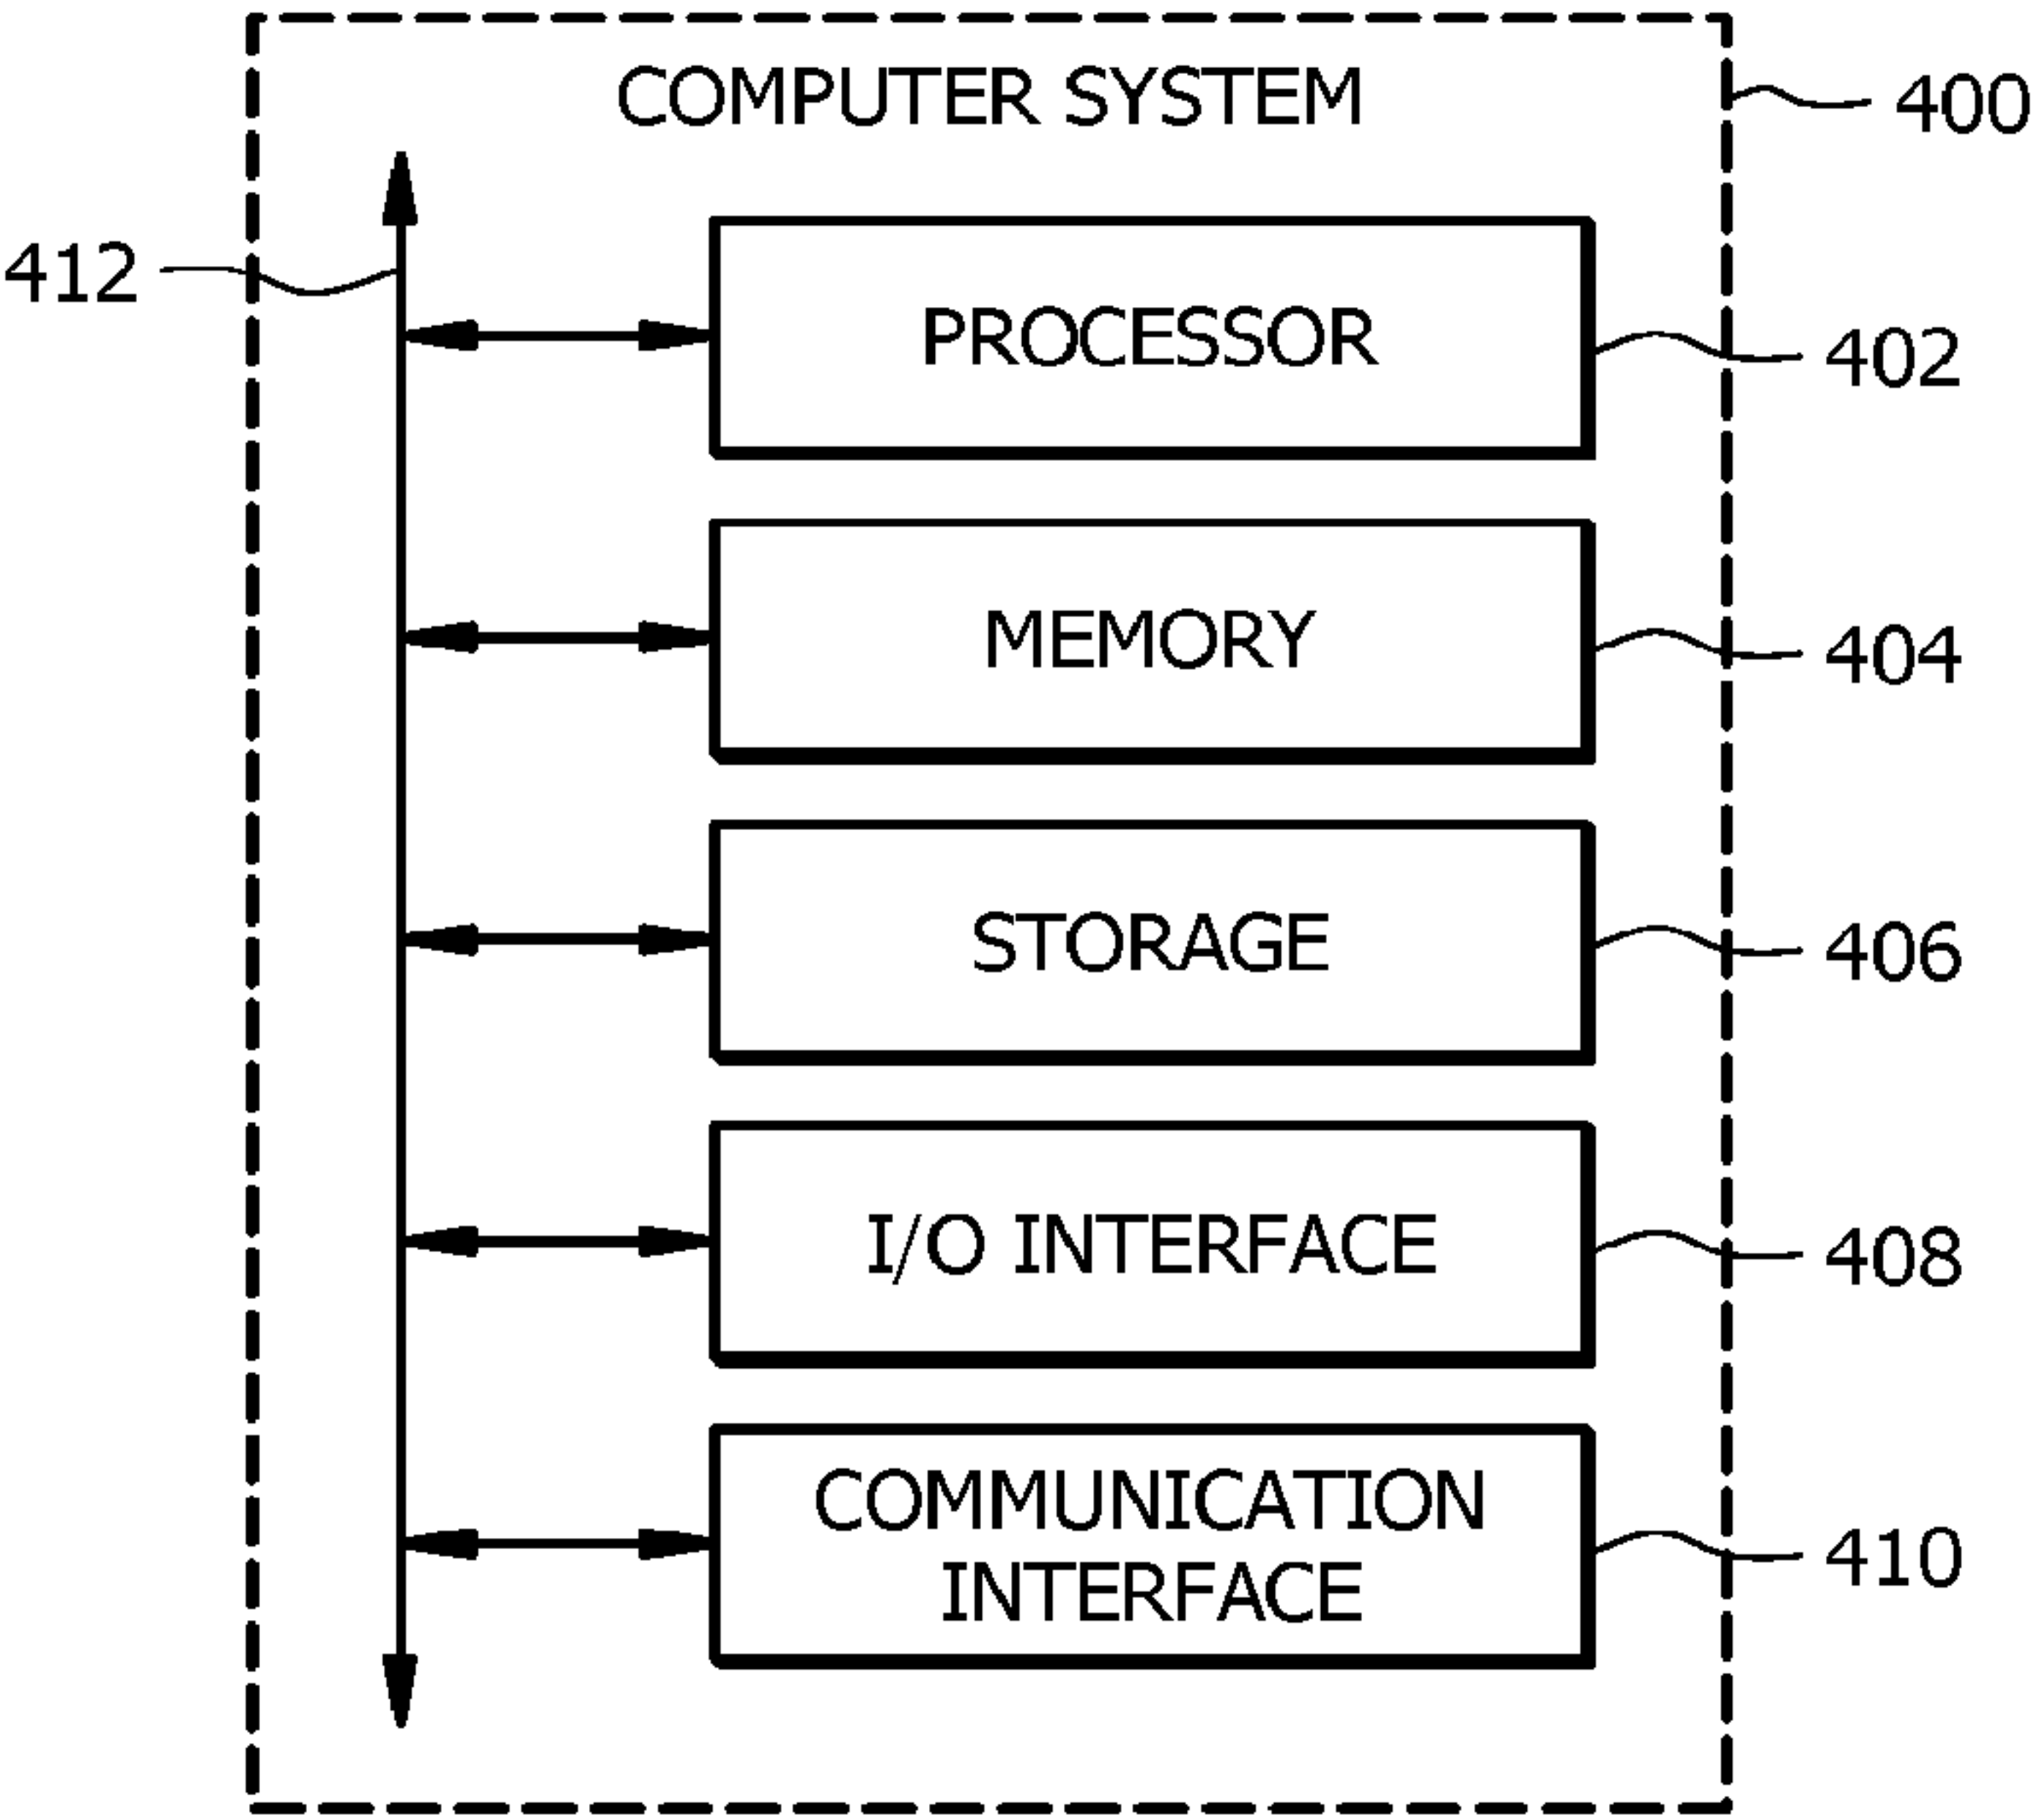 COMPUTER SYSTEM
400
412
PROCESSOR
402
MEMORY
404
STORAGE
406
I/O INTERFACE
408
COMMUNICATION
INTERFACE
410